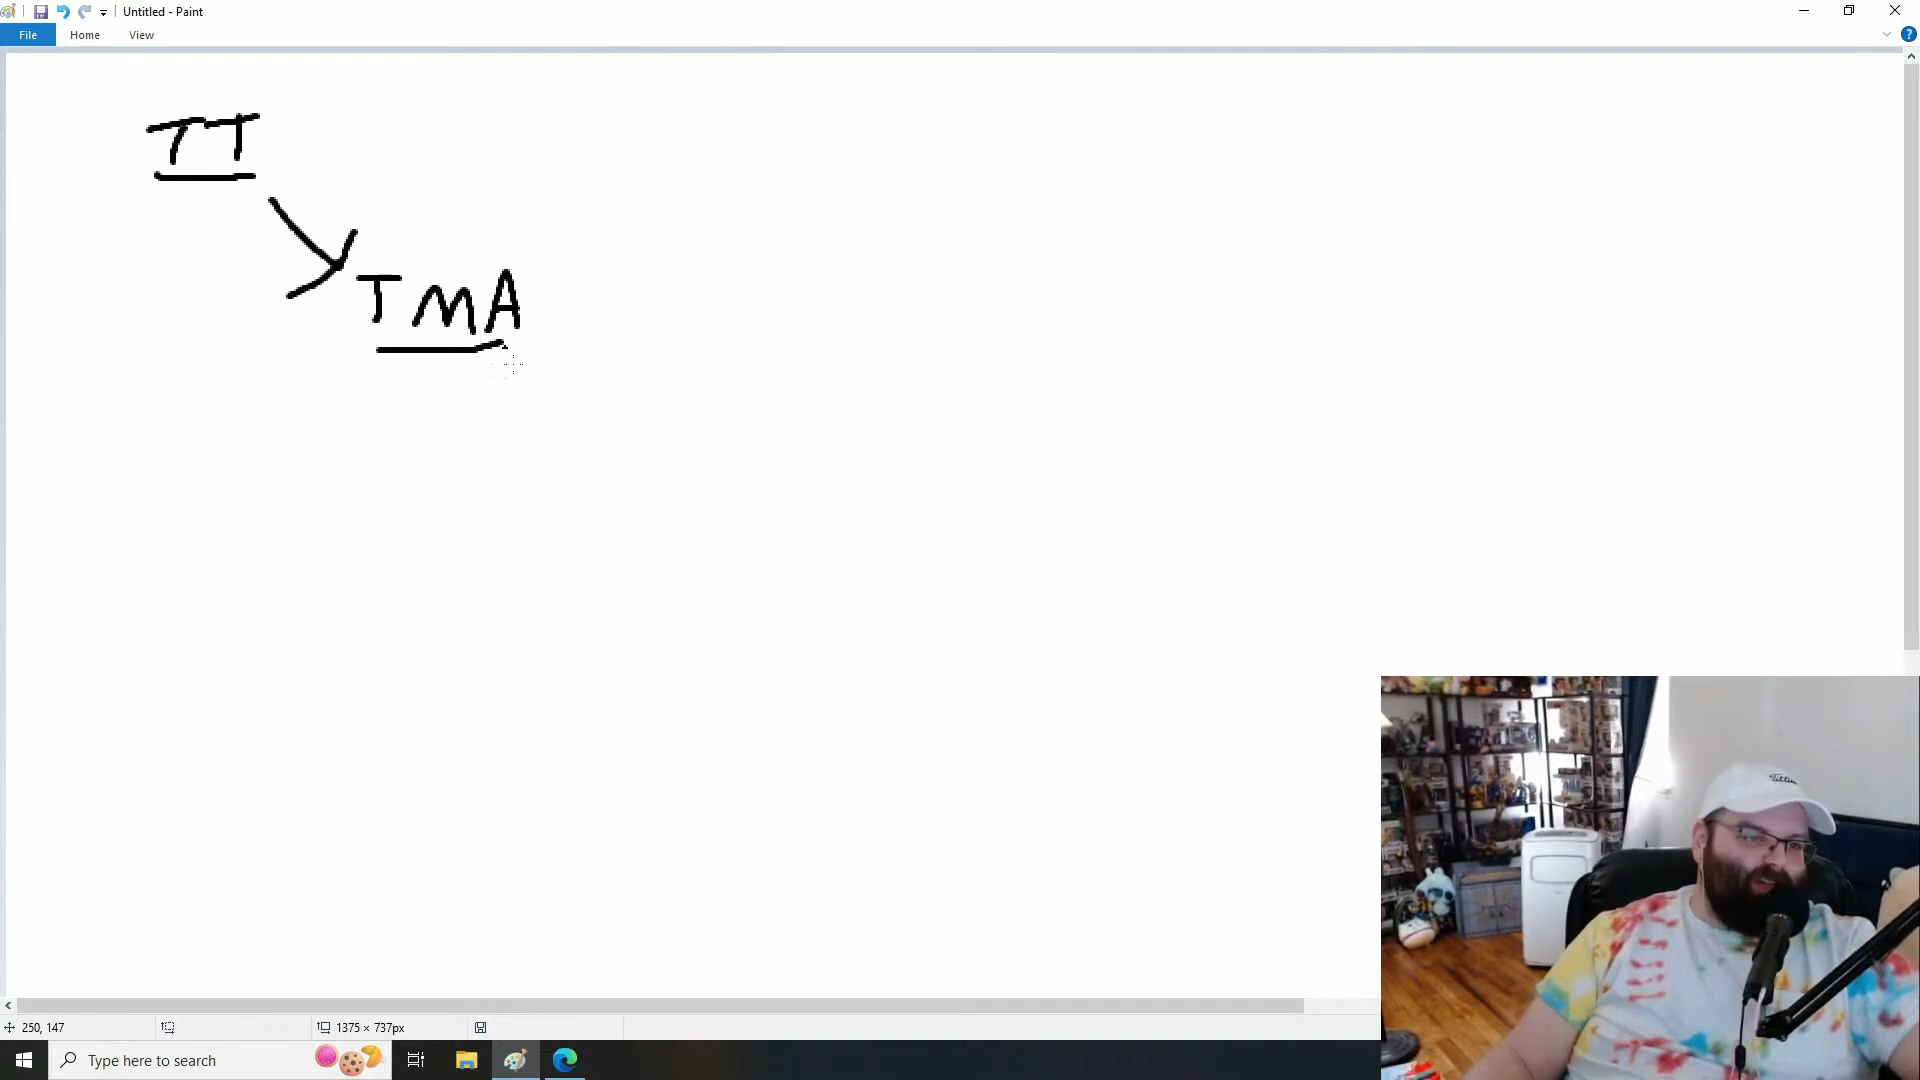 Untitled - Paint
File Home View
TT
TMA
250, 147
1375 × 737px
Type here to search